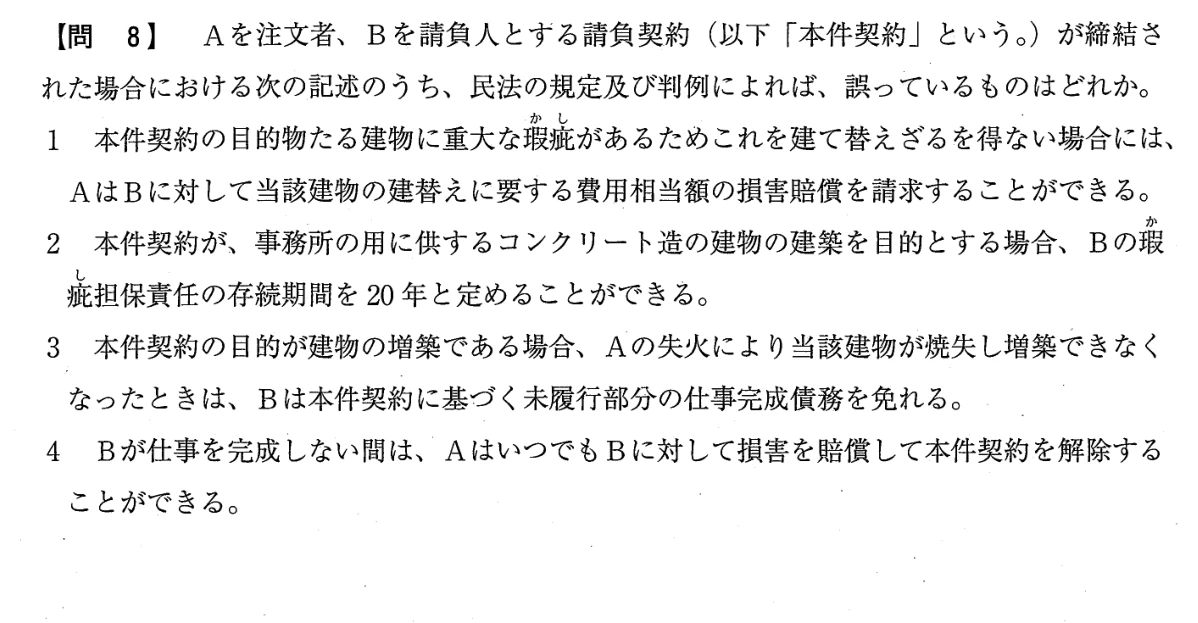 【問　8】　Ａを注文者、Ｂを請負人とする請負契約（以下「本件契約」という。）が締結さ
れた場合における次の記述のうち、民法の規定及び判例によれば、誤っているものはどれか。
1　本件契約の目的物たる建物に重大な瑕疵があるためこれを建て替えざるを得ない場合には、
ＡはＢに対して当該建物の建替えに要する費用相当額の損害賠償を請求することができる。
2　本件契約が、事務所の用に供するコンクリート造の建物の建築を目的とする場合、Ｂの瑕
疵担保責任の存続期間を 20 年と定めることができる。
3　本件契約の目的が建物の増築である場合、Ａの失火により当該建物が焼失し増築できなく
なったときは、Ｂは本件契約に基づく未履行部分の仕事完成債務を免れる。
4　Ｂが仕事を完成しない間は、ＡはいつでもＢに対して損害を賠償して本件契約を解除する
ことができる。